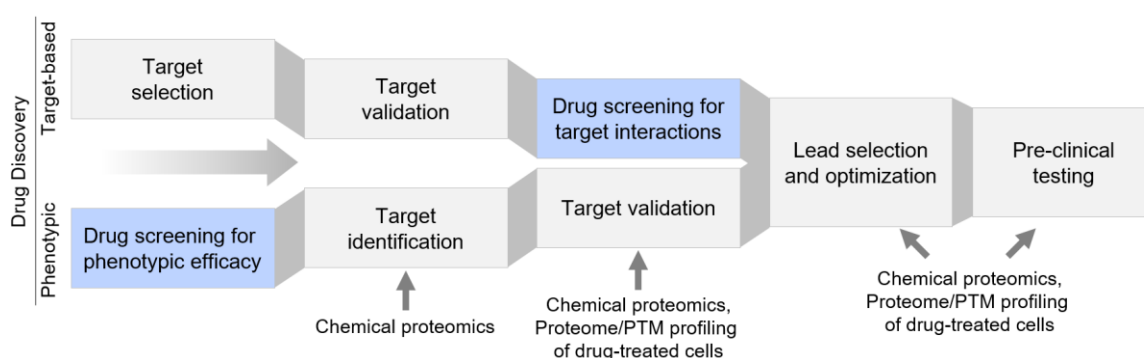 Drug Discovery
Target-based
Phenotypic
Target
selection
Target
validation
Drug screening for
target interactions
Lead selection
and optimization
Pre-clinical
testing
Drug screening for
phenotypic efficacy
Target
identification
Target validation
Chemical proteomics
Chemical proteomics,
Proteome/PTM profiling
of drug-treated cells
Chemical proteomics,
Proteome/PTM profiling
of drug-treated cells